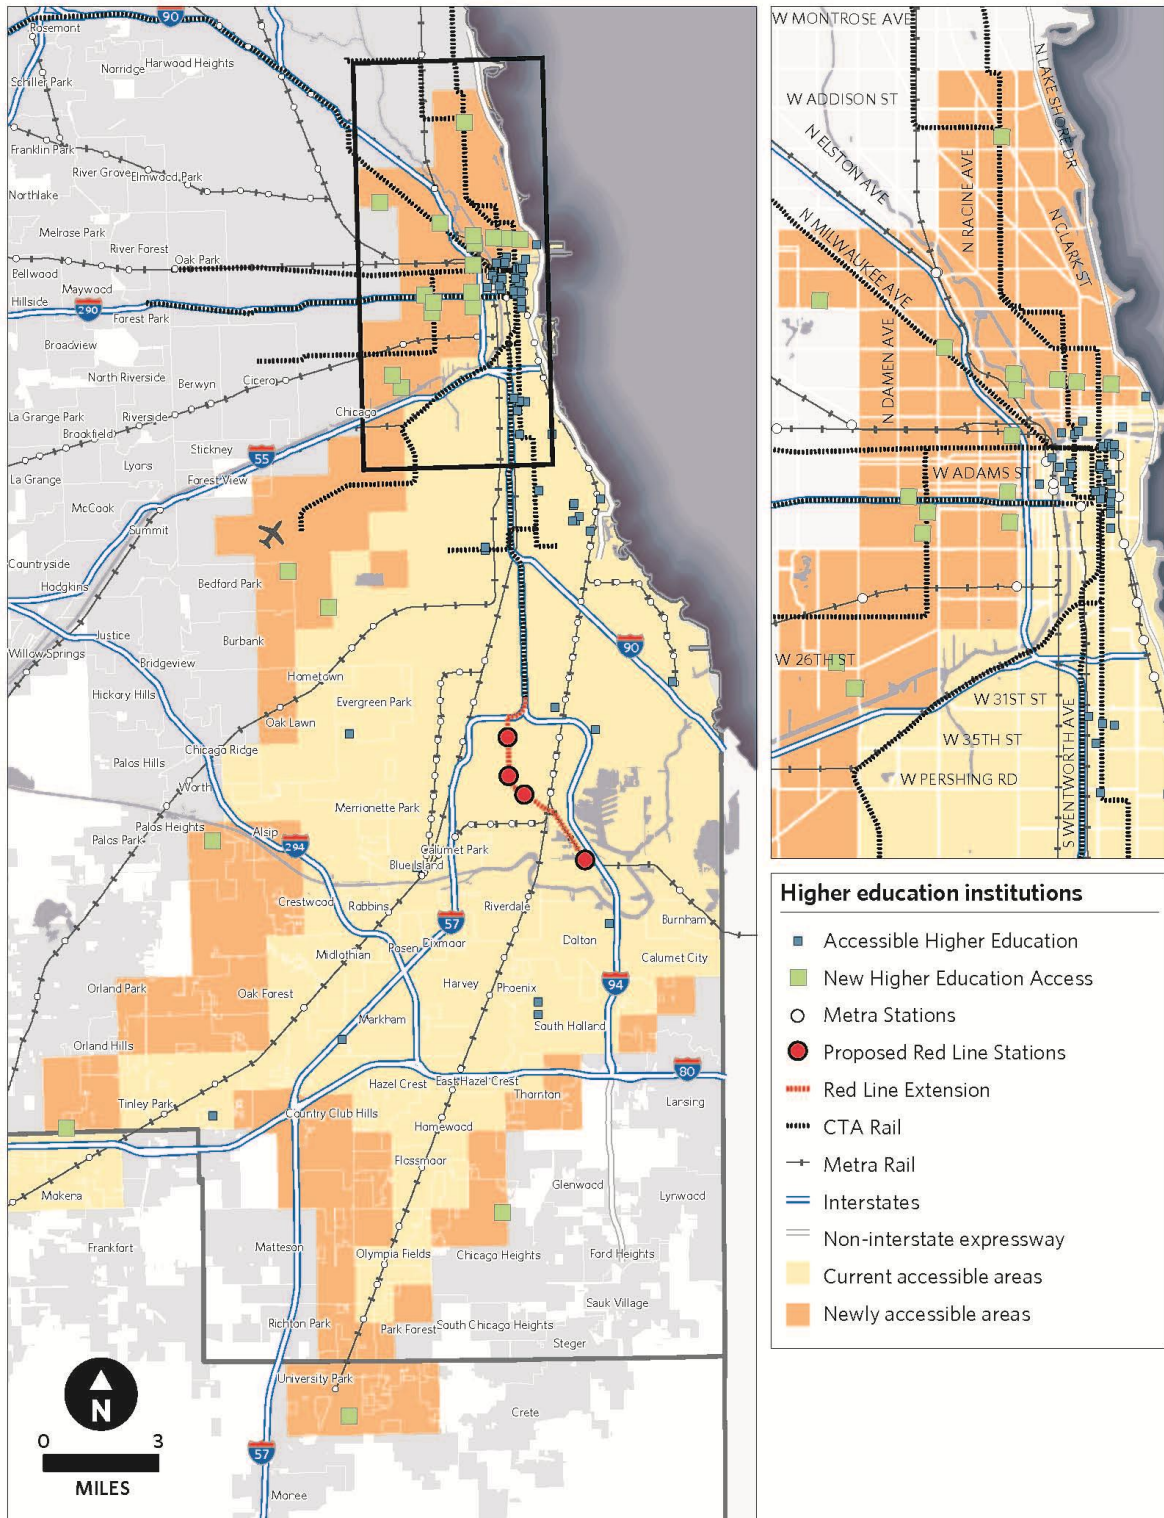 90
Rosemont
Harwood Heights
Norridge
Schiller Park
Franklin Park
River Grove
Elmwood Park
Northlake
Melrose Park
River Forest
Oak Park
Bellwood
Maywood
Hillside
290
Forest Park
Broadview
North Riverside
Berwyn
Cicero
La Grange Park
Riverside
Brookfield
Chicago
Stickney
55
Lyons
La Grange
Forest View
McCook
Summit
Countryside
Hodgkins
Bedford Park
Justice
Burbank
Willow Springs
Bridgeview
90
Hometown
Hickory Hills
Evergreen Park
Oak Lawn
Chicago Ridge
Palos Hills
Worth
Merrionette Park
Palos Heights
Alsip
Palos Park
294
Calumet Park
Blue Island
Crestwood
Robbins
Riverdale
57
Burnham
Dixmoor
Posen
Dolton
Midlothian
Calumet City
Harvey
Phoenix
94
Orland Park
Oak Forest
Markham
South Holland
Orland Hills
80
Hazel Crest
East Hazel Crest
Thornton
Lansing
Tinley Park
Country Club Hills
Homewood
Flossmoor
Glenwood
Lynwood
Mokena
Frankfort
Matteson
Olympia Fields
Chicago Heights
Ford Heights
Sauk Village
Richton Park
Park Forest
South Chicago Heights
Steger
University Park
Crete
57
Monee
N
0 3
MILES
W MONTROSE AVE
N LAKE SHORE DR
W ADDISON ST
N ELSTON AVE
N RACINE AVE
N MILWAUKEE AVE
N CLARK ST
N DAMEN AVE
W ADAMS ST
W 26TH ST
W 31ST ST
W 35TH ST
W PERSHING RD
S WENTWORTH AVE
Higher education institutions
Accessible Higher Education
New Higher Education Access
Metra Stations
Proposed Red Line Stations
Red Line Extension
CTA Rail
Metra Rail
Interstates
Non-interstate expressway
Current accessible areas
Newly accessible areas